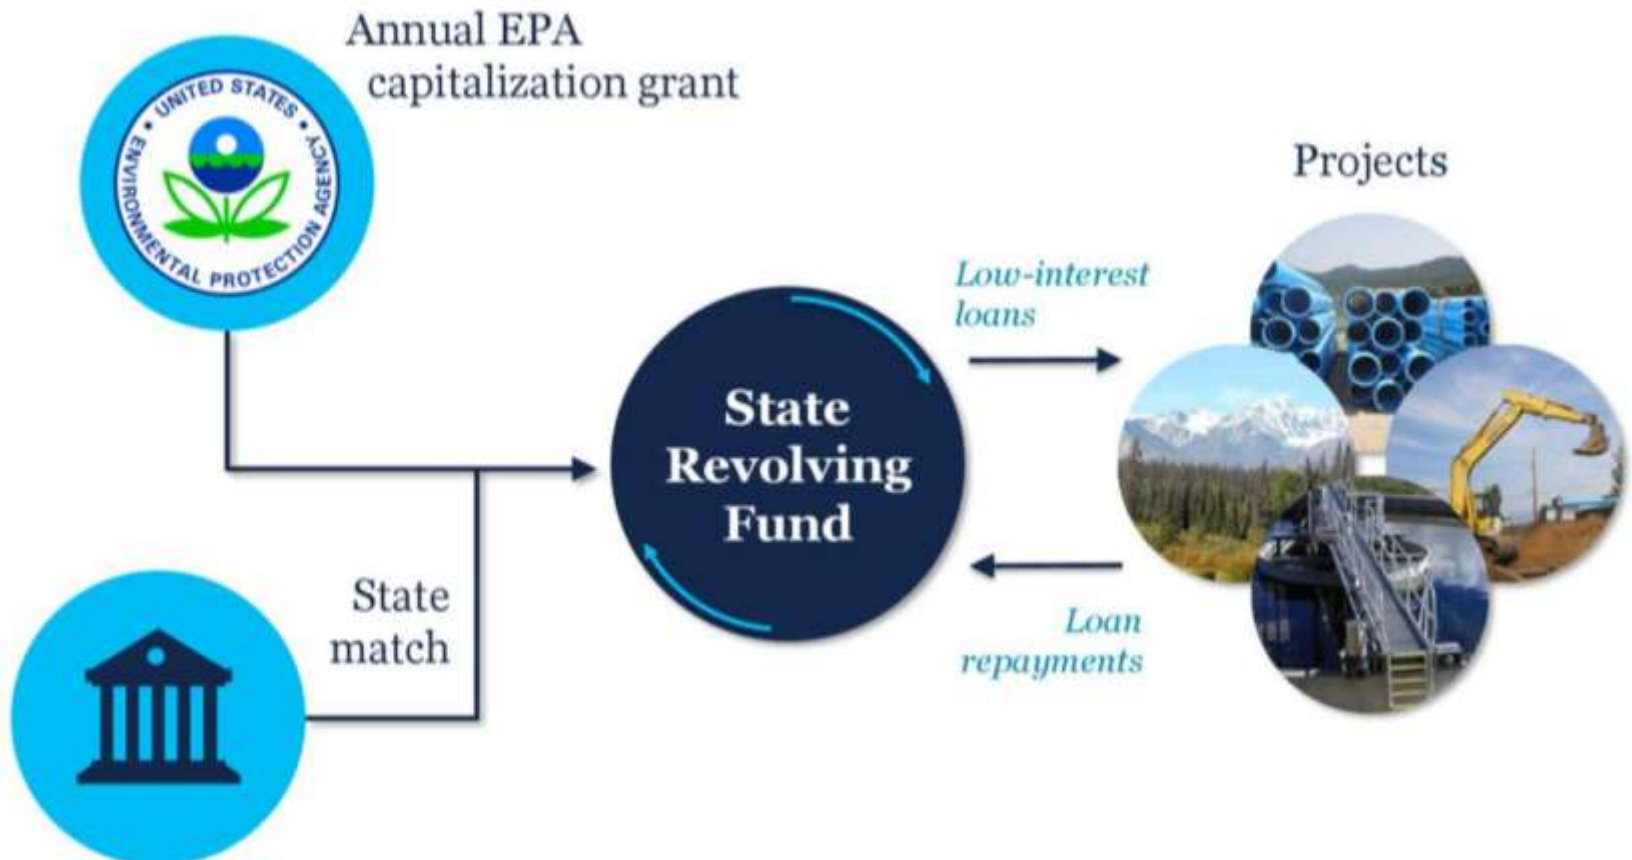 Annual EPA
capitalization grant
UNITED STATES
ENVIRONMENTAL PROTECTION AGENCY
Projects
Low-interest
loans
State
Revolving
Fund
State
match
Loan
repayments